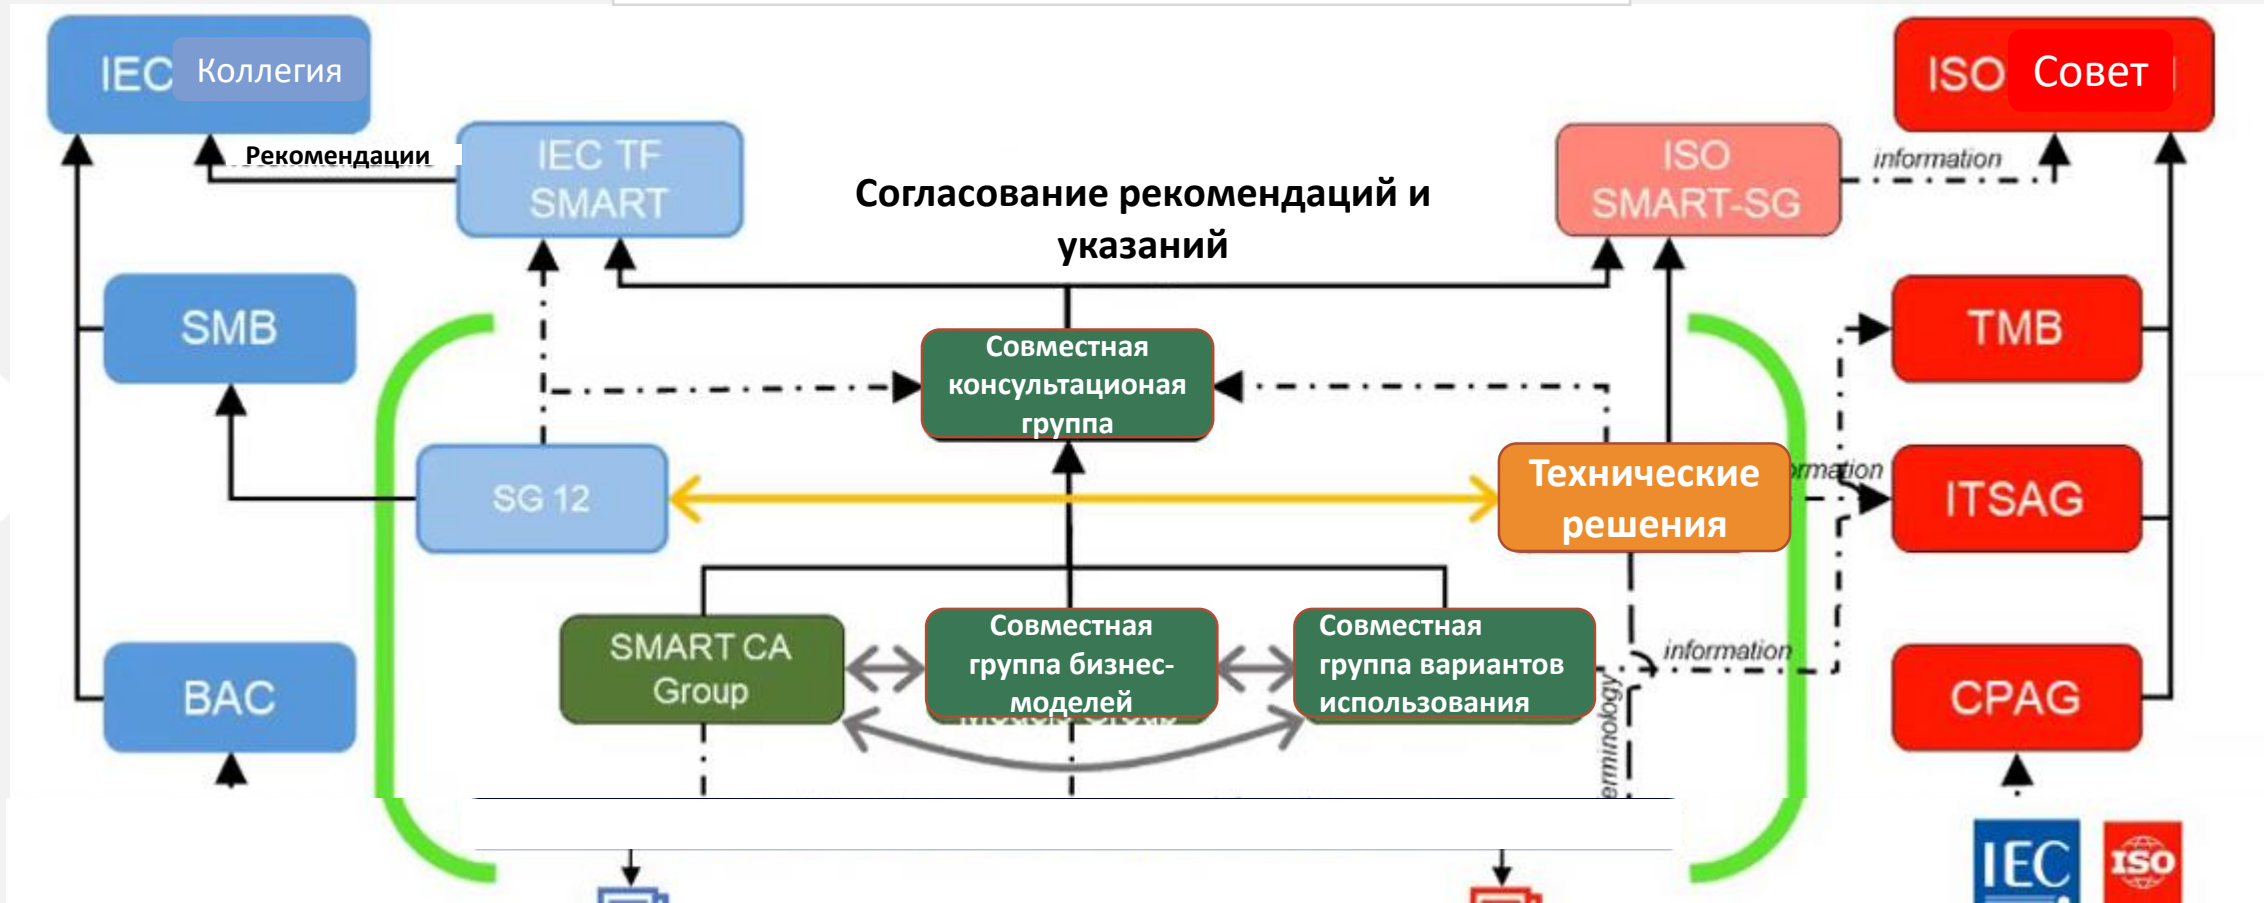 IEC Коллегия
ISO Совет
Рекомендации
IEC TF
SMART
ISO
SMART-SG
information
Согласование рекомендаций и
указаний
SMB
TMB
Совместная
консультационая
группа
SG 12
Технические
решения
ITSAG
SMART CA
Group
Совместная
группа бизнес-
моделей
Совместная
группа вариантов
использования
information
BAC
CPAG
IEC
ISO